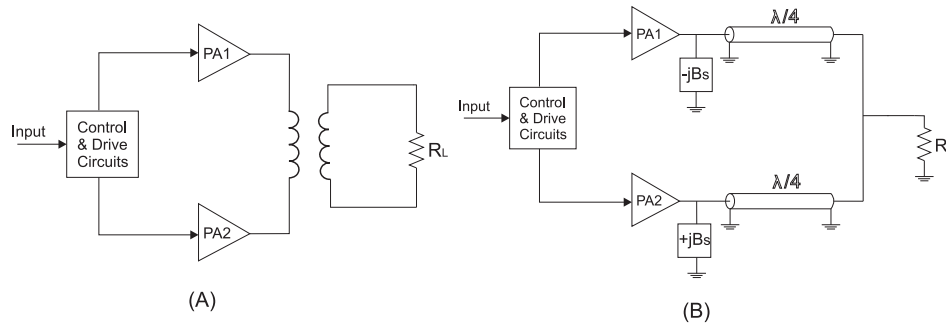 PA1
Input
Control
& Drive
Circuits
RL
PA2
(A)
PA1
λ/4
-jBs
Input
Control
& Drive
Circuits
R
λ/4
PA2
+jBs
(B)